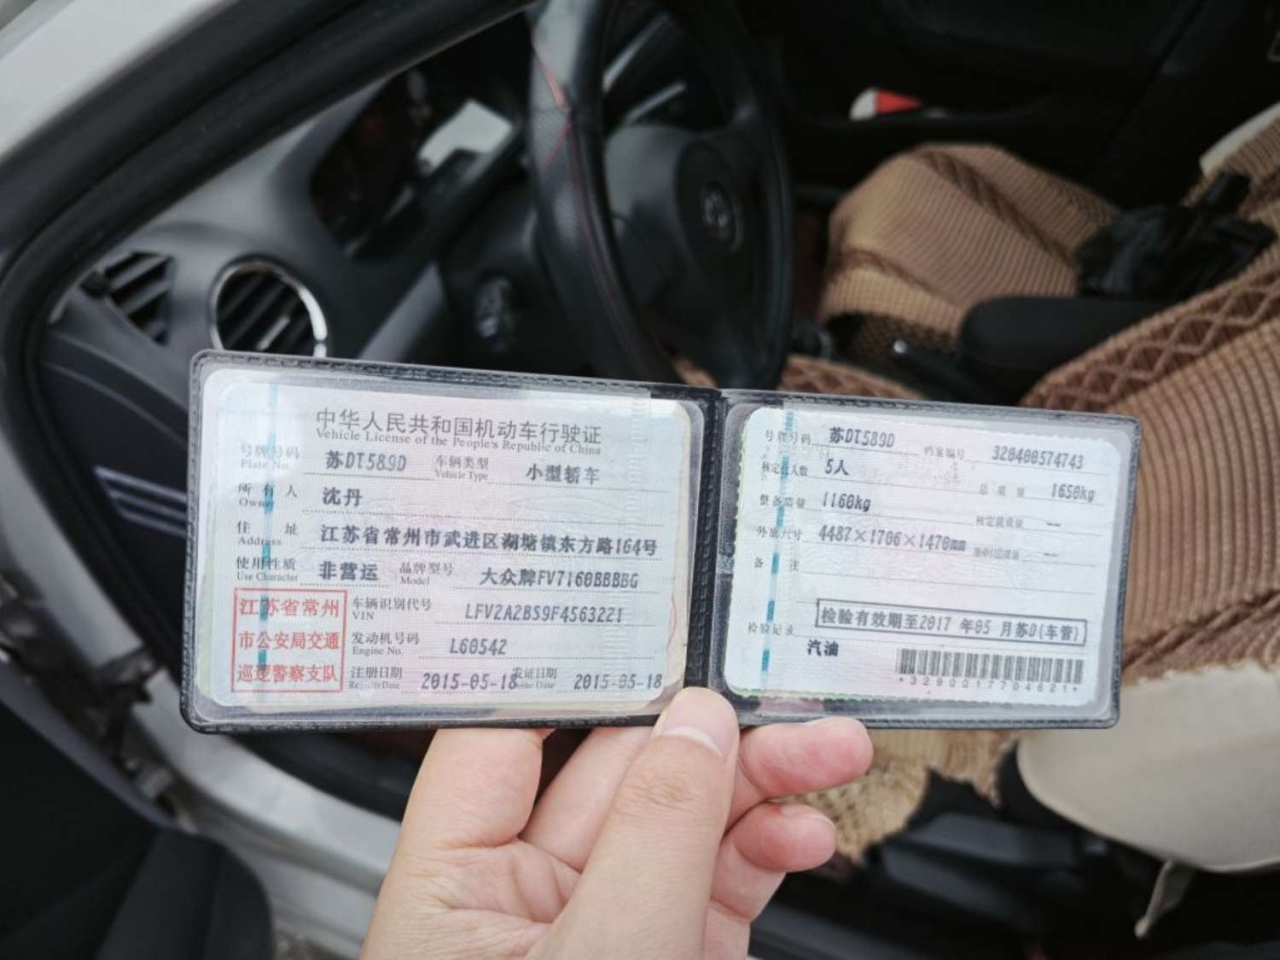 中华人民共和国机动车行驶证
Vehicle License of the People's Republic of China
号牌号码 苏DT589D 车辆类型 小型轿车
Plate No. Vehicle Type
所有人 沈丹
Owner
住址 江苏省常州市武进区湖塘镇东方路164号
Address
使用性质 非营运 品牌型号 大众牌FV7160BBBBG
Use Character Model
江苏省常州
市公安局交通
巡逻警察支队
车辆识别代号 LFV2A2BS9F4563221
VIN
发动机号码 L60542
Engine No.
注册日期 2015-05-18 发证日期 2015-05-18
号牌号码 苏DT589D 档案编号 320400574743
核定载人数 5人 总质量 1650kg
整备质量 1160kg 核定载质量 --
外廓尺寸 4487×1706×1470mm --
备注
检验有效期至2017 年05 月苏D(车管)
检验记录
汽油